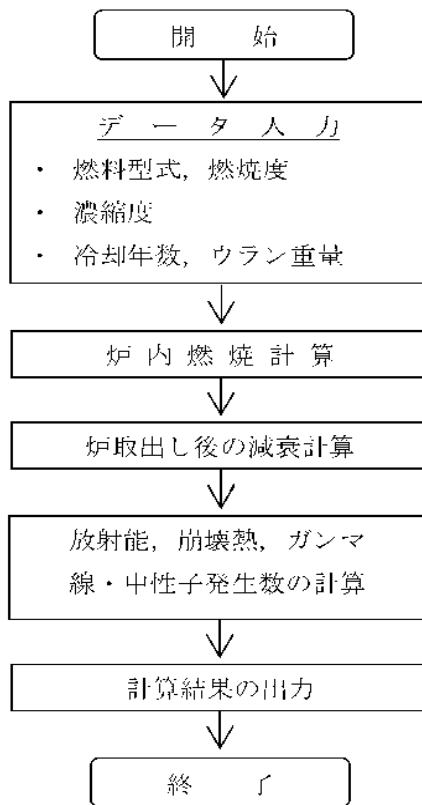 開　始
データ入力
・ 燃料型式, 燃焼度
・ 濃縮度
・ 冷却年数, ウラン重量
炉内燃焼計算
炉取出し後の減衰計算
放射能, 崩壊熱, ガンマ
線・中性子発生数の計算
計算結果の出力
終　了